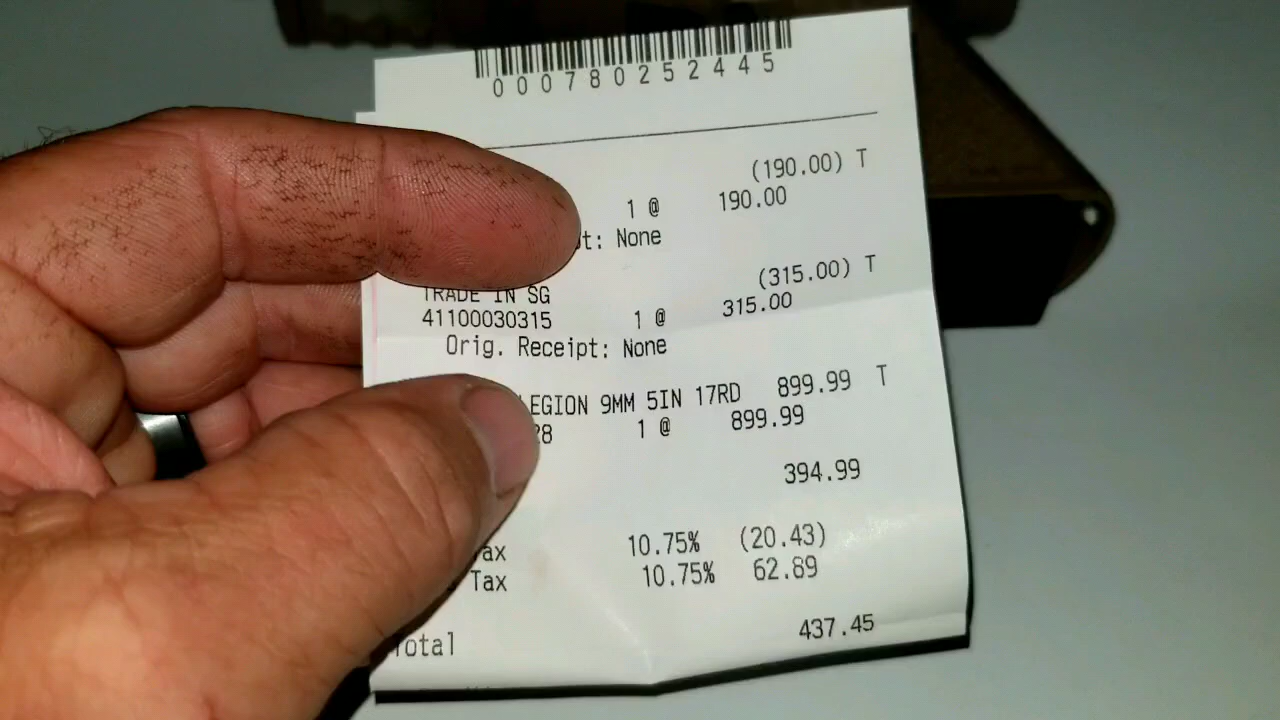 000780252445
(190.00) T
1 @ 190.00
t: None
(315.00) T
TRADE IN SG
41100030315 1 @ 315.00
Orig. Receipt: None
EGION 9MM 5IN 17RD 899.99 T
28 1 @ 899.99
394.99
ax 10.75% (20.43)
Tax 10.75% 62.89
Total 437.45